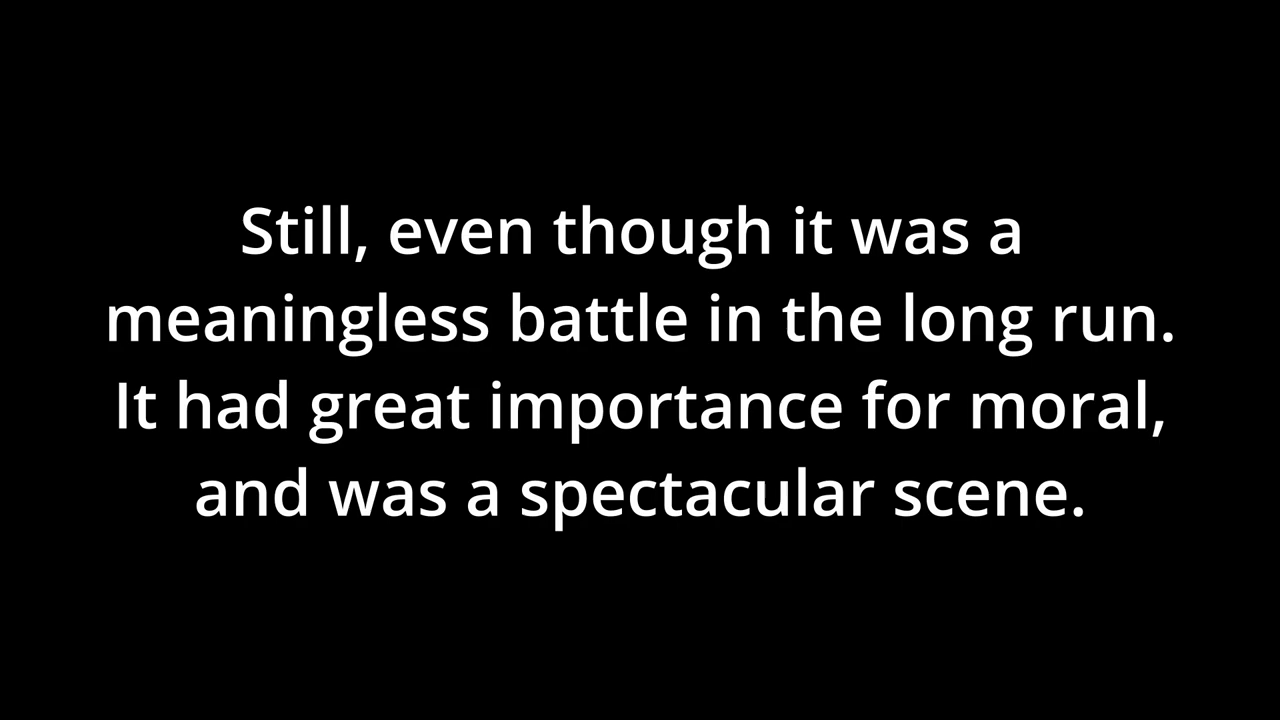 Still, even though it was a
meaningless battle in the long run.
It had great importance for moral,
and was a spectacular scene.